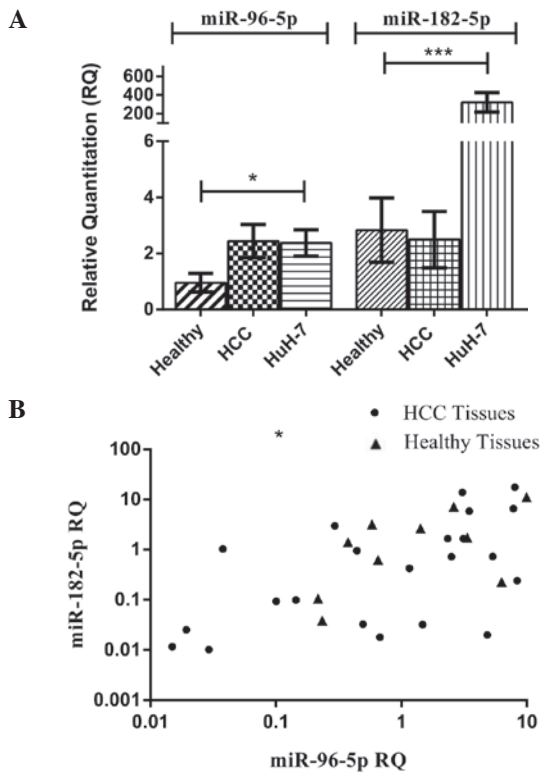 A
miR-96-5p miR-182-5p
Relative Quantitation (RQ)
600
400
200
6
4
2
0
*
***
Healthy HCC HuH-7 Healthy HCC HuH-7
B
HCC Tissues
Healthy Tissues
*
miR-182-5p RQ
100
10
1
0.1
0.01
0.001
0.01 0.1 1 10
miR-96-5p RQ